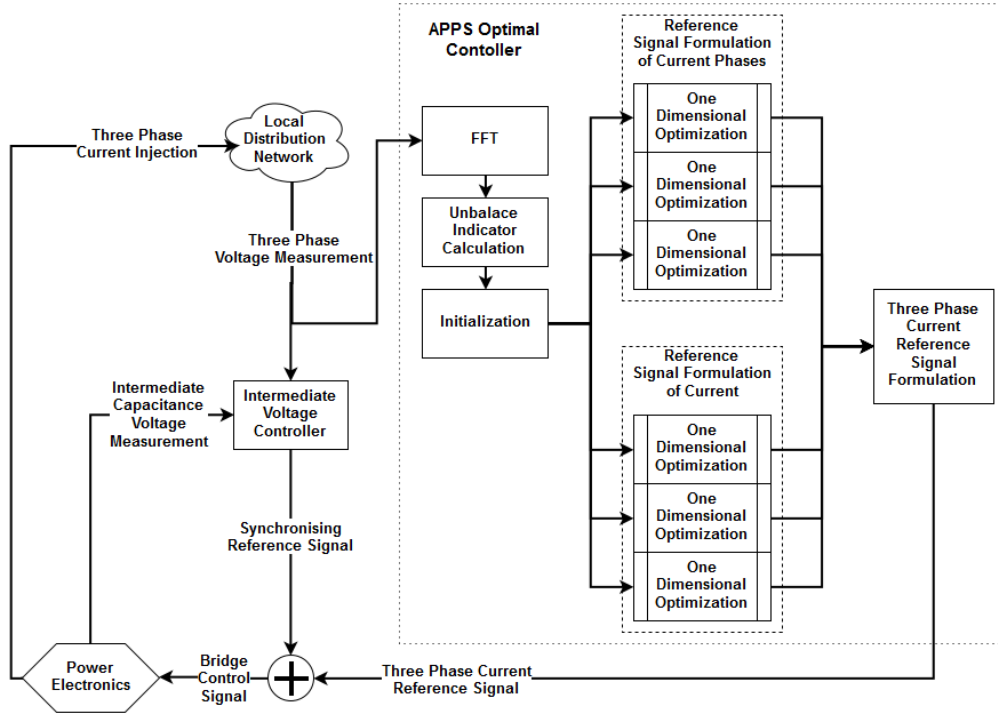 APPS Optimal
Contoller
Reference
Signal Formulation
of Current Phases
One
Dimensional
Optimization
One
Dimensional
Optimization
One
Dimensional
Optimization
FFT
Unbalace
Indicator
Calculation
Initialization
Reference
Signal Formulation
of Current
One
Dimensional
Optimization
One
Dimensional
Optimization
One
Dimensional
Optimization
Three Phase
Current
Reference
Signal
Formulation
Three Phase
Current Injection
Local
Distribution
Network
Three Phase
Voltage Measurement
Intermediate
Capacitance
Voltage
Measurement
Intermediate
Voltage
Controller
Synchronising
Reference Signal
Power
Electronics
Bridge
Control
Signal
Three Phase Current
Reference Signal